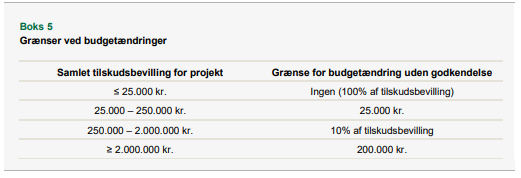 Boks 5
Grænser ved budgetændringer
Samlet tilskudsbevilling for projekt Grænse for budgetændring uden godkendelse
≤ 25.000 kr. Ingen (100% af tilskudsbevilling)
25.000 – 250.000 kr. 25.000 kr.
250.000 – 2.000.000 kr. 10% af tilskudsbevilling
≥ 2.000.000 kr. 200.000 kr.